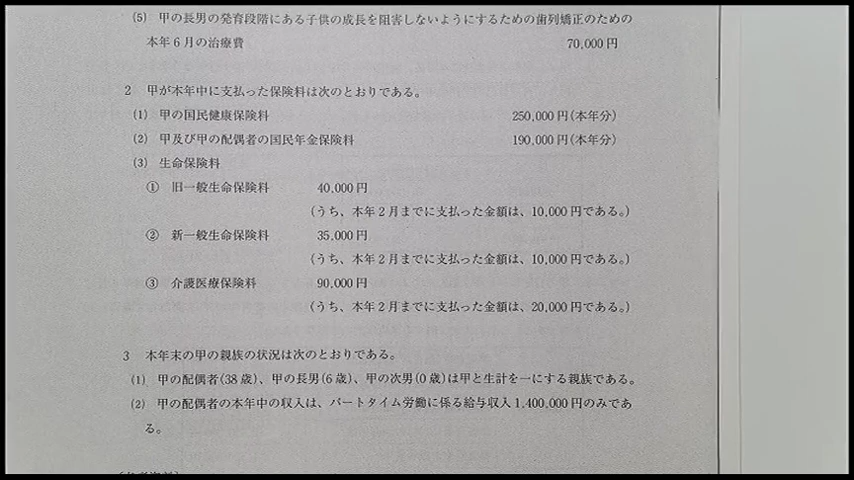 (5) 甲の長男の発育段階にある子供の成長を阻害しないようにするための歯列矯正のための
本年6月の治療費 70,000円
2 甲が本年中に支払った保険料は次のとおりである。
(1) 甲の国民健康保険料 250,000円(本年分)
(2) 甲及び甲の配偶者の国民年金保険料 190,000円(本年分)
(3) 生命保険料
① 旧一般生命保険料 40,000円
(うち、本年2月までに支払った金額は、10,000円である。)
② 新一般生命保険料 35,000円
(うち、本年2月までに支払った金額は、10,000円である。)
③ 介護医療保険料 90,000円
(うち、本年2月までに支払った金額は、20,000円である。)
3 本年末の甲の親族の状況は次のとおりである。
(1) 甲の配偶者(38歳)、甲の長男(6歳)、甲の次男(0歳)は甲と生計を一にする親族である。
(2) 甲の配偶者の本年中の収入は、パートタイム労働に係る給与収入1,400,000円のみであ
る。